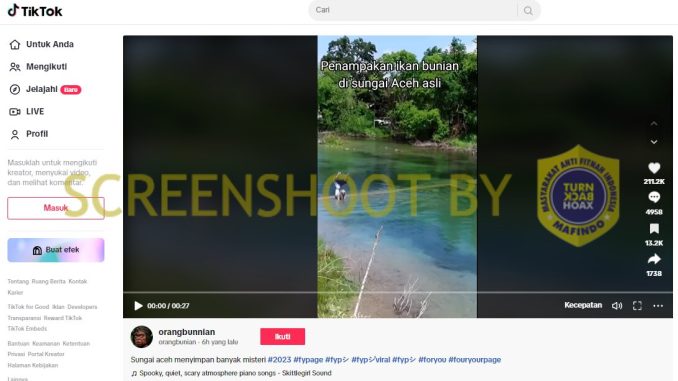 TikTok
Cari
Untuk Anda
Mengikuti
Jelajahi Baru
LIVE
Profil
Masuklah untuk mengikuti
kreator, menyukai video,
dan melihat komentar.
Masuk
Buat efek
Tentang Ruang Berita Kontak
Karier
TikTok for Good Iklan Developers
Transparansi Reward TikTok
TikTok Embeds
Bantuan Keamanan Ketentuan
Privasi Portal Kreator
Halaman Kebijakan
Lainnya
Penampakan ikan bunian
di sungai Aceh asli
SCREENSHOOT BY
MASYARAKAT ANTI FITNAH INDONESIA
TURN
BACK
HOAX
MAFINDO
211.2K
4958
13.2K
1738
00:00 / 00:27
Kecepatan
orangbunnian
orangbunian · 6h yang lalu
Ikuti
Sungai aceh menyimpan banyak misteri #2023 #fypage #fypシ #fypシviral #fypシ #foryou #fouryourpage
Spooky, quiet, scary atmosphere piano songs - Skittlegirl Sound